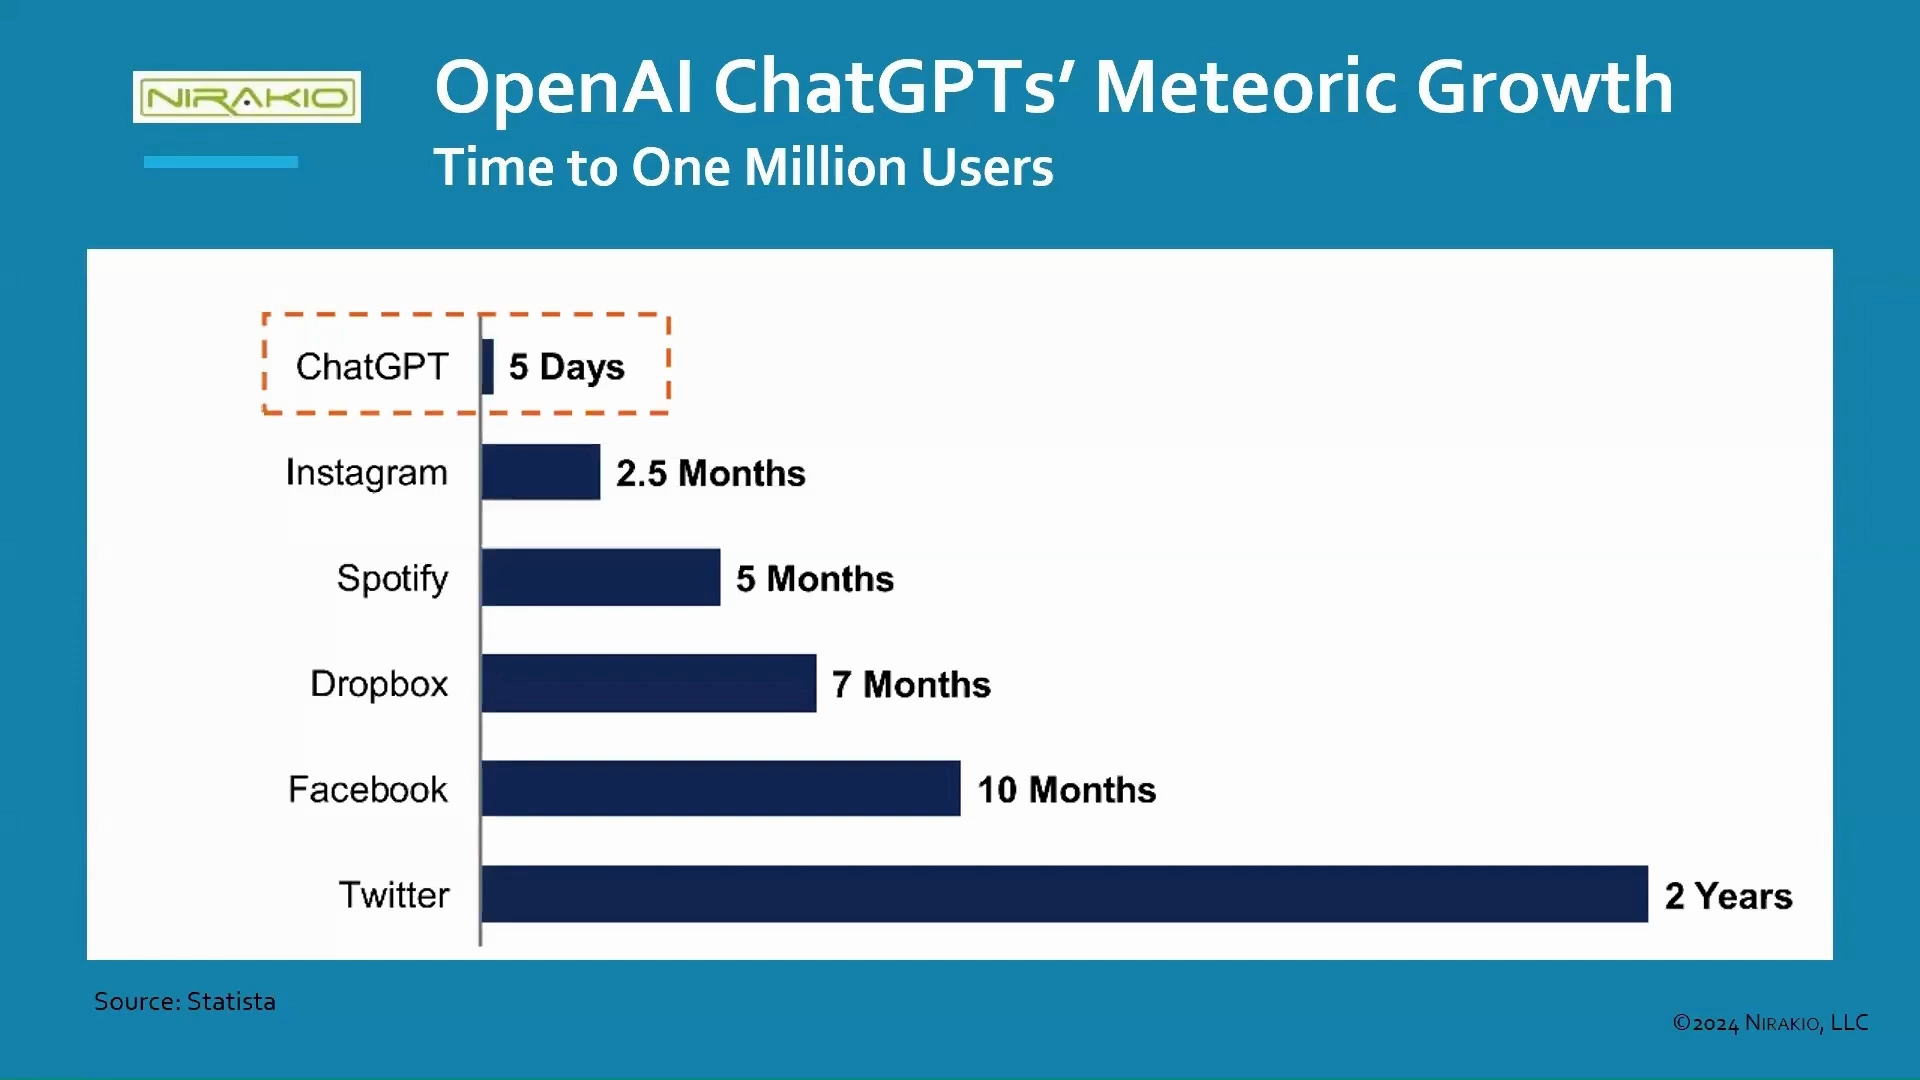 NIRAKIO
OpenAI ChatGPTs’ Meteoric Growth
Time to One Million Users
ChatGPT 5 Days
Instagram 2.5 Months
Spotify 5 Months
Dropbox 7 Months
Facebook 10 Months
Twitter 2 Years
Source: Statista
©2024 NIRAKIO, LLC